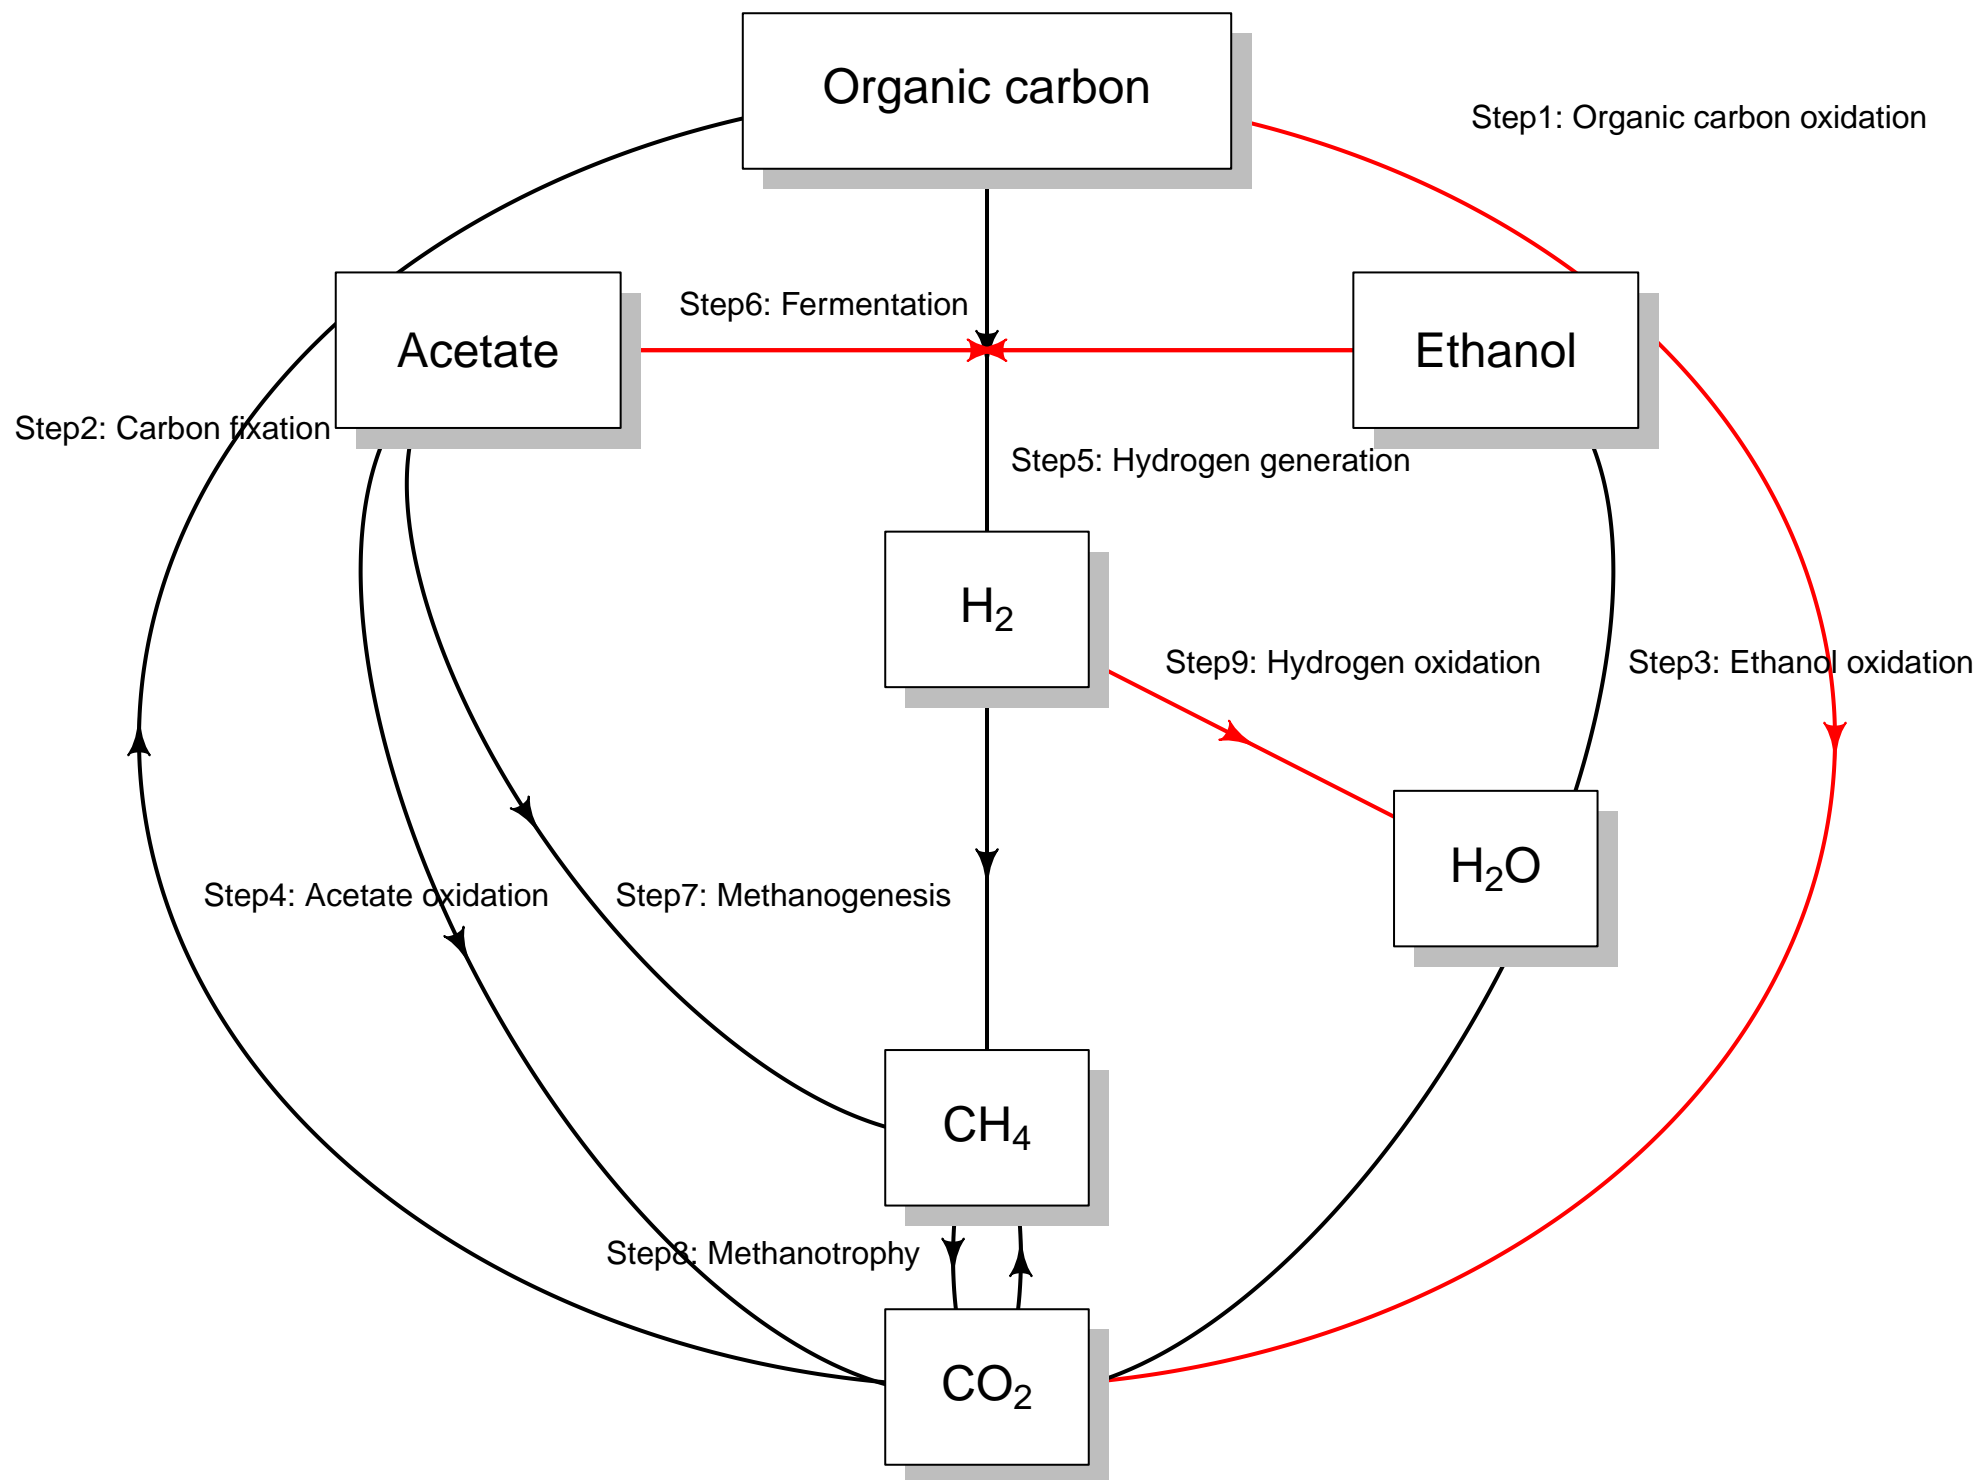 Organic carbon
Step1: Organic carbon oxidation
Step6: Fermentation
Acetate
Ethanol
Step2: Carbon fixation
Step5: Hydrogen generation
H₂
Step9: Hydrogen oxidation
Step3: Ethanol oxidation
H₂O
Step4: Acetate oxidation
Step7: Methanogenesis
CH₄
Step8: Methanotrophy
CO₂